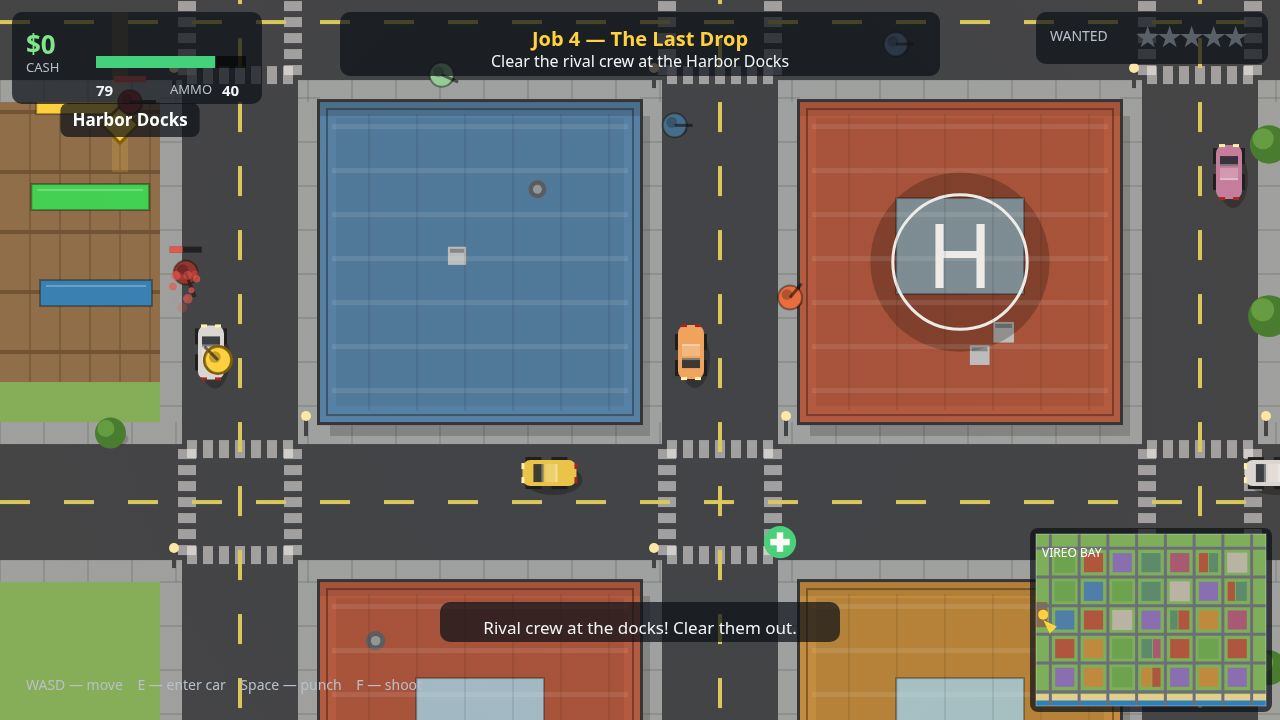 $0
CASH
79
AMMO 40
Harbor Docks
Job 4 — The Last Drop
Clear the rival crew at the Harbor Docks
WANTED ★★★★★
H
VIREO BAY
Rival crew at the docks! Clear them out.
WASD — move E — enter car Space — punch F — shoot